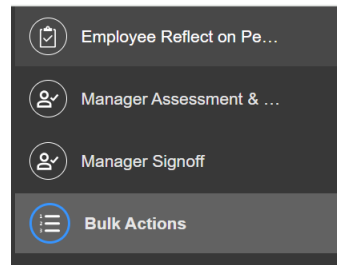 Employee Reflect on Pe...
Manager Assessment & ...
Manager Signoff
Bulk Actions